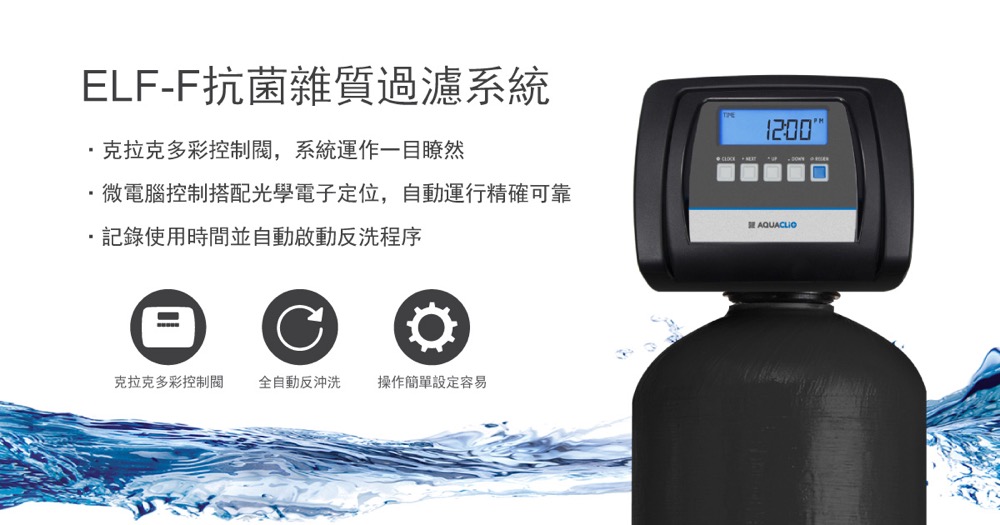 ELF-F抗菌雜質過濾系統
・克拉克多彩控制閥，系統運作一目瞭然
・微電腦控制搭配光學電子定位，自動運行精確可靠
・記錄使用時間並自動啟動反洗程序
克拉克多彩控制閥
全自動反沖洗
操作簡單設定容易
TIME
12:00 PM
CLOCK NEXT UP DOWN REGEN
AQUACLiO